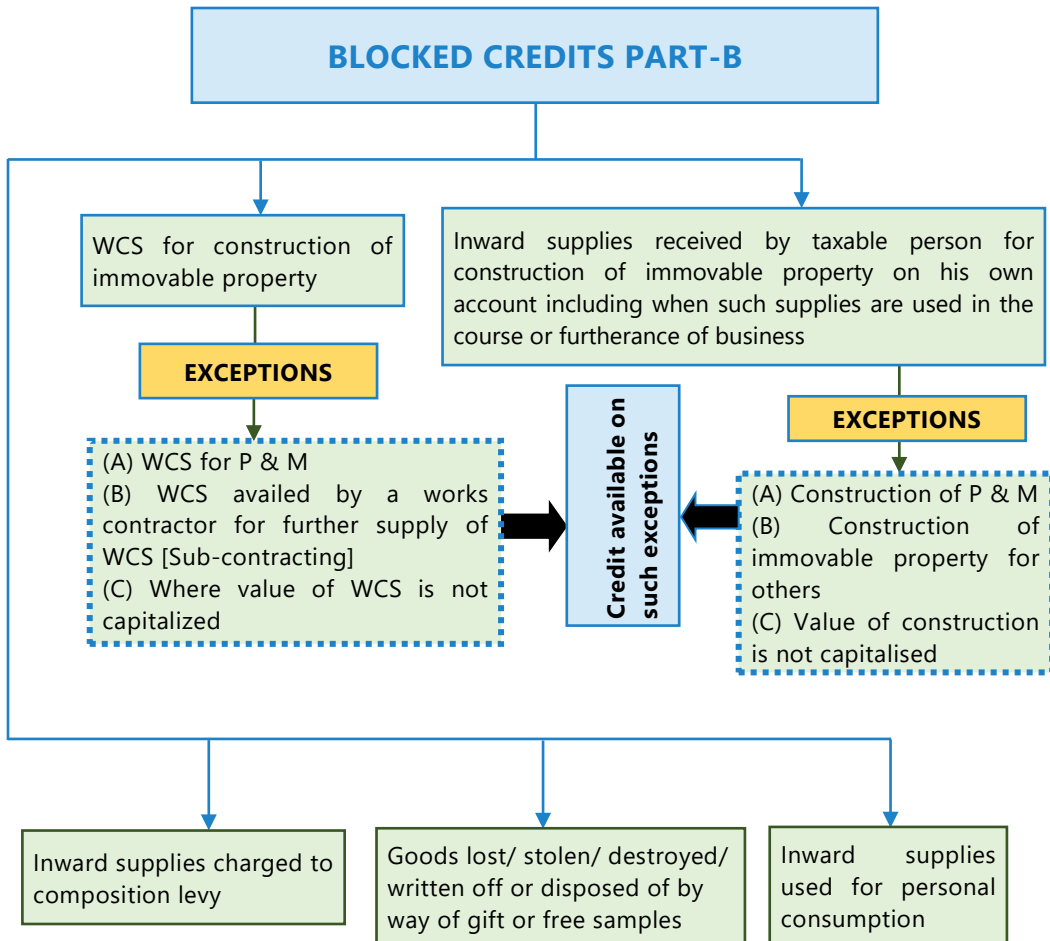 BLOCKED CREDITS PART-B
WCS for construction of
immovable property
Inward supplies received by taxable person for
construction of immovable property on his own
account including when such supplies are used in the
course or furtherance of business
EXCEPTIONS
EXCEPTIONS
(A) WCS for P & M
(B) WCS availed by a works
contractor for further supply of
WCS [Sub-contracting]
(C) Where value of WCS is not
capitalized
Credit available on
such exceptions
(A) Construction of P & M
(B) Construction of
immovable property for
others
(C) Value of construction
is not capitalised
Inward supplies charged to
composition levy
Goods lost/ stolen/ destroyed/
written off or disposed of by
way of gift or free samples
Inward supplies
used for personal
consumption